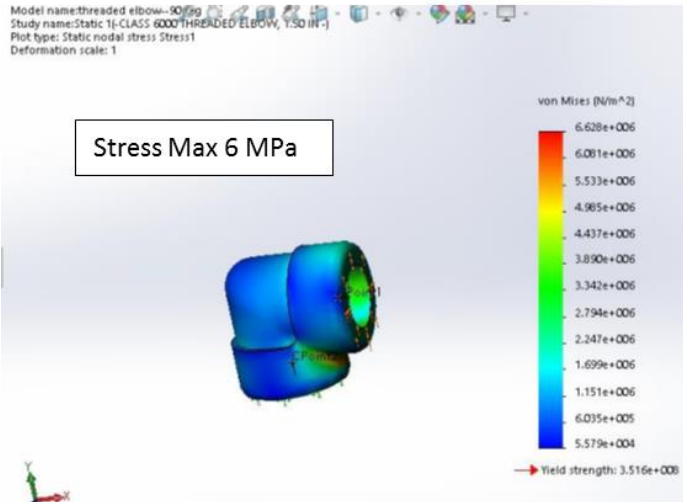 Model name:threaded elbow--90
Study name:Static 1(-CLASS 6000 THREADED ELBOW, 1.50 IN -)
Plot type: Static nodal stress Stress1
Deformation scale: 1
von Mises (N/m^2)
Stress Max 6 MPa
6.628e+006
6.081e+006
5.533e+006
4.985e+006
4.437e+006
3.890e+006
3.342e+006
2.794e+006
2.247e+006
1.699e+006
1.151e+006
6.035e+005
5.579e+004
Yield strength: 3.516e+008
Y
X